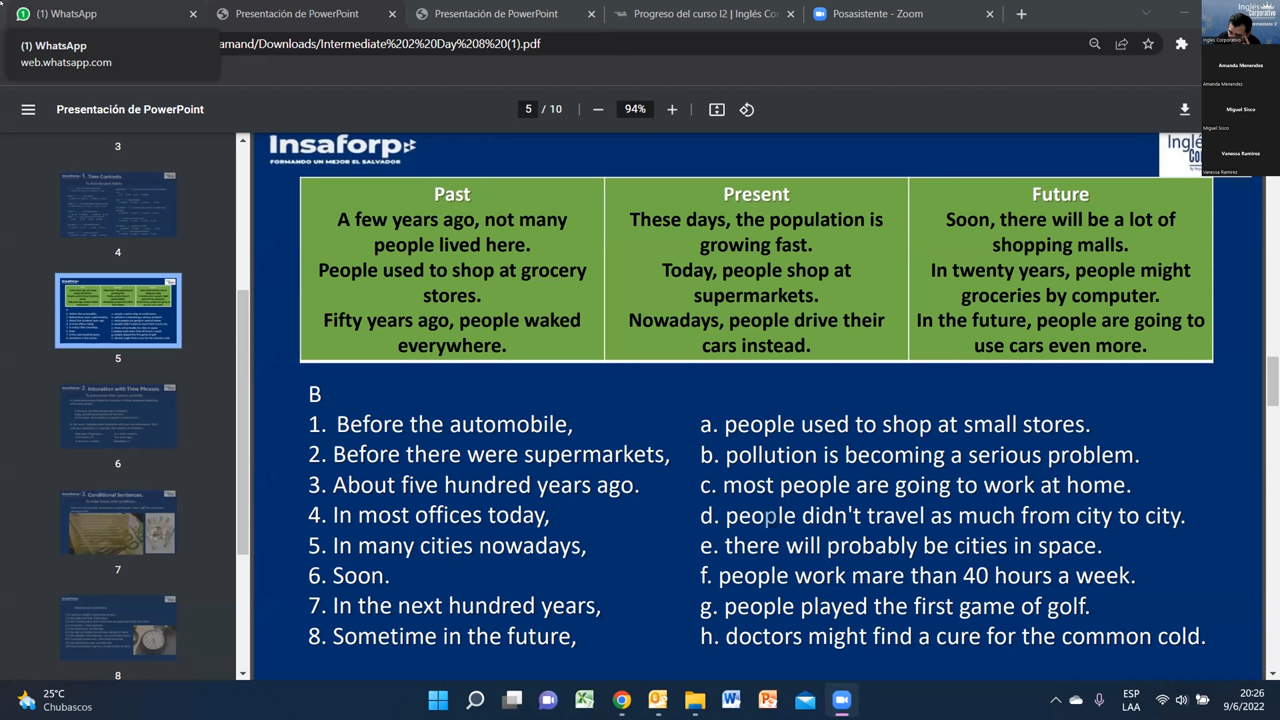 (1) WhatsApp
Presentación de PowerPoint
Presentación de PowerPoint
Progreso del curso I2 | Inglés Co
Posasistente - Zoom
(1) WhatsApp
web.whatsapp.com
amand/Downloads/Intermediate%202%20Day%208%20().pdf
Presentación de PowerPoint
5 / 10
94%
3
4
5
6
7
8
Insaforp
FORMANDO UN MEJOR EL SALVADOR
Inglés Corporativo
Amanda Menendez
Amanda Menendez
Miguel Sisco
Miguel Sisco
Vanessa Ramirez
Vanessa Ramirez
Past
A few years ago, not many
people lived here.
People used to shop at grocery
stores.
Fifty years ago, people
everywhere.
Present
These days, the population is
growing fast.
Today, people shop at
supermarkets.
Nowadays, people their
cars instead.
Future
Soon, there will be a lot of
shopping malls.
In twenty years, people might
groceries by computer.
In the future, people are going to
use cars even more.
B
1. Before the automobile,
2. Before there were supermarkets,
3. About five hundred years ago.
4. In most offices today,
5. In many cities nowadays,
6. Soon.
7. In the next hundred years,
8. Sometime in the future,
a. people used to shop at small stores.
b. pollution is becoming a serious problem.
c. most people are going to work at home.
d. people didn't travel as much from city to city.
e. there will probably be cities in space.
f. people work mare than 40 hours a week.
g. people played the first game of golf.
h. doctors might find a cure for the common cold.
25°C
Chubascos
ESP
LAA
20:26
9/6/2022